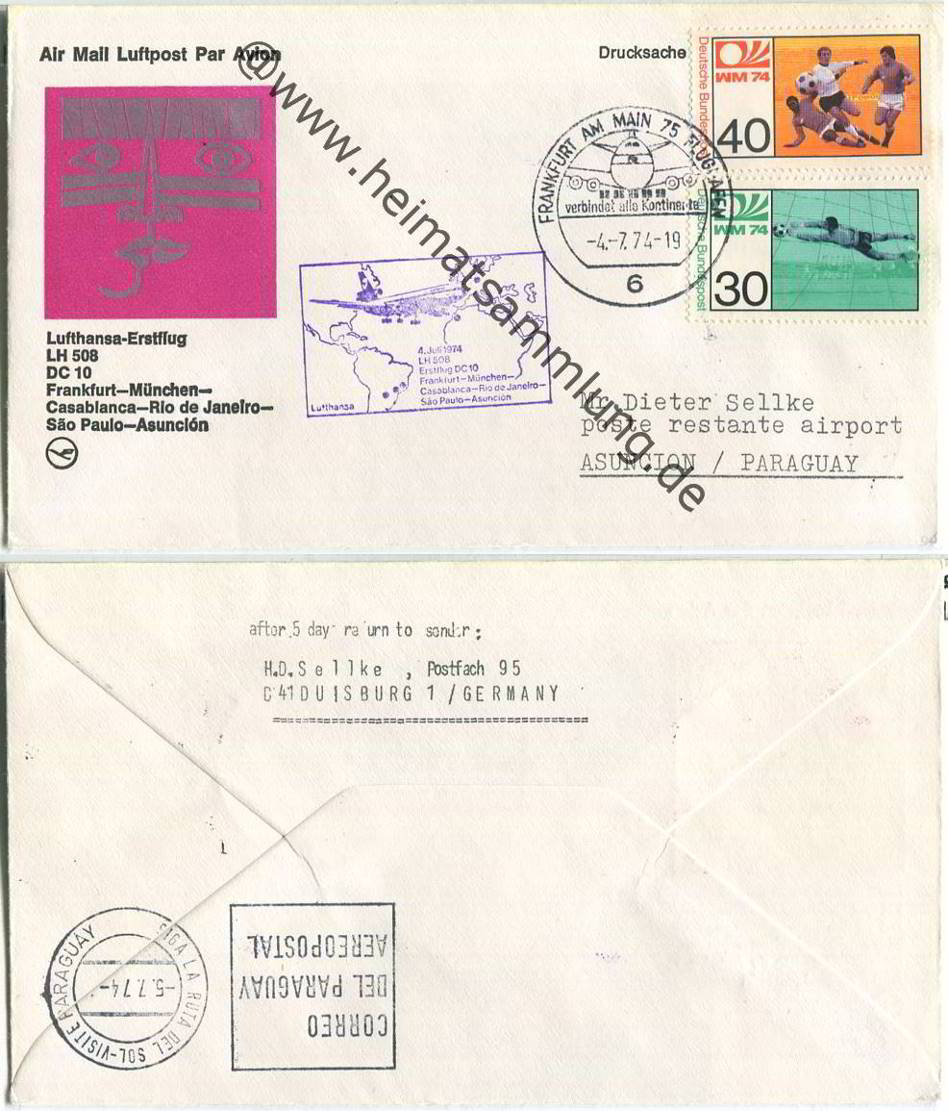 Air Mail Luftpost Par Avion
Drucksache
Deutsche Bundespost
WM 74
40
Deutsche Bundespost
WM 74
30
FRANKFURT AM MAIN 75 FLUGHAFEN
verbindet alle Kontinente
-4.-7.74-19
6
Lufthansa-Erstflug
LH 508
DC 10
Frankfurt—München—
Casablanca—Rio de Janeiro—
São Paulo—Asunción
4. Juli 1974
LH 508
Erstflug DC 10
Frankfurt—München—
Casablanca—Rio de Janeiro—
São Paulo—Asunción
Lufthansa
Mr. Dieter Sellke
poste restante airport
ASUNCION / PARAGUAY
@www.heimatsammlung.de
after 5 day return to sender:
H.D.Sellke , Postfach 95
D 41 DUISBURG 1 / GERMANY
SIGA LA RUTA DEL SOL-VISITE PARAGUAY
-5.7.74-
CORREO
DEL PARAGUAY
AEREOPOSTAL